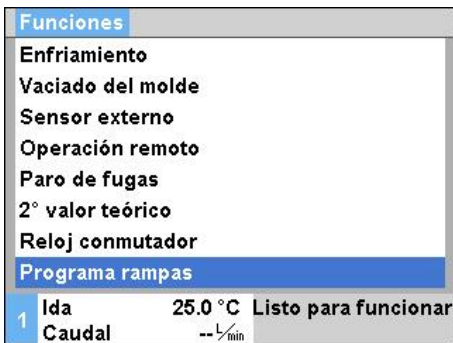 Funciones
Enfriamiento
Vaciado del molde
Sensor externo
Operación remoto
Paro de fugas
2° valor teórico
Reloj conmutador
Programa rampas
1 Ida 25.0 °C Listo para funcionar
Caudal -- L/min